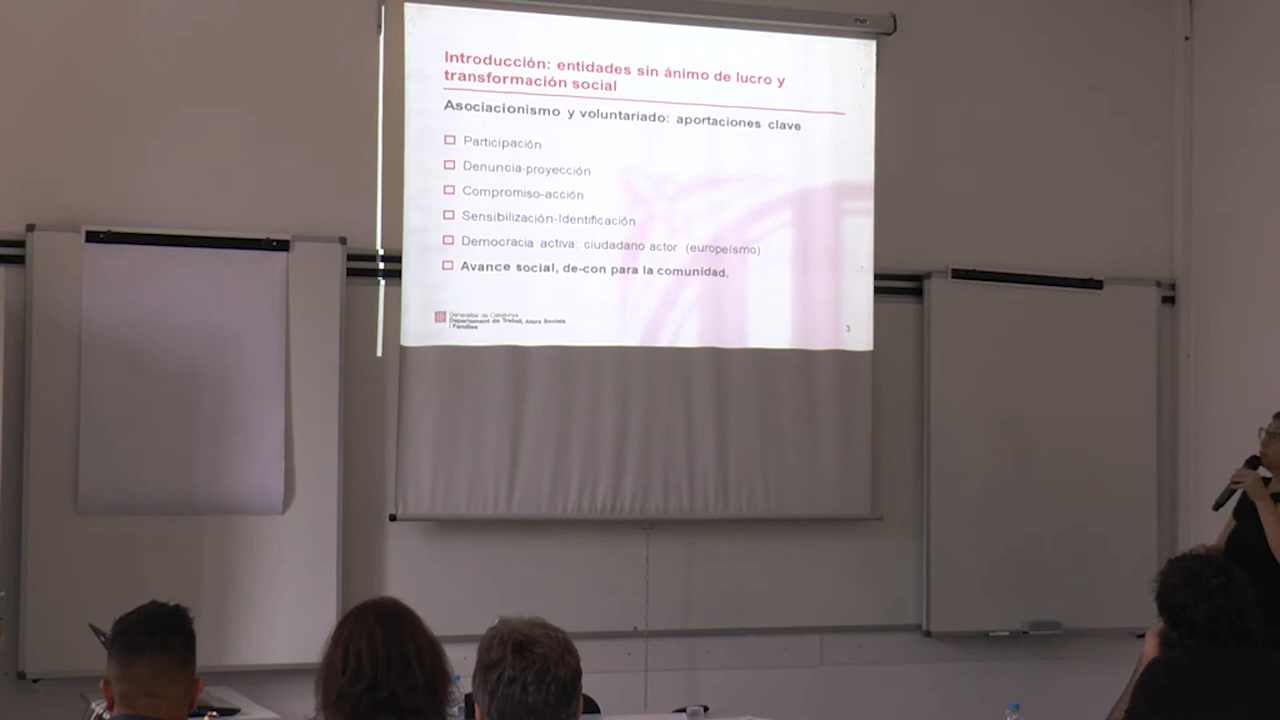 Introducción: entidades sin ánimo de lucro y
transformación social
Asociacionismo y voluntariado: aportaciones clave
Participación
Denuncia-proyección
Compromiso-acción
Sensibilización-Identificación
Democracia activa: ciudadano actor (europeísmo)
Avance social, de-con para la comunidad.
Generalitat de Catalunya
Departament de Treball, Afers Socials
i Famílies
3